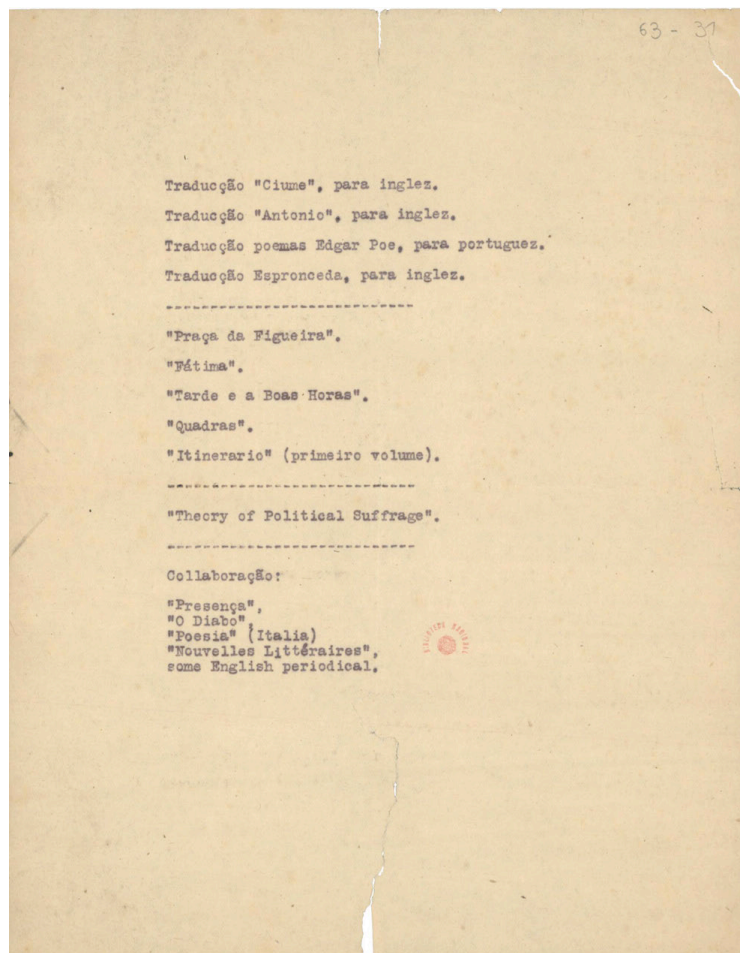 63 - 31
Traducção "Ciume", para inglez.
Traducção "Antonio", para inglez.
Traducção poemas Edgar Poe, para portuguez.
Traducção Espronceda, para inglez.
----------------------------
"Praça da Figueira".
"Fátima".
"Tarde e a Boas Horas".
"Quadras".
"Itinerario" (primeiro volume).
----------------------------
"Theory of Political Suffrage".
----------------------------
Collaboração:
"Presença",
"O Diabo",
"Poesia" (Italia)
"Nouvelles Littéraires",
some English periodical.
BIBLIOTECA NACIONAL